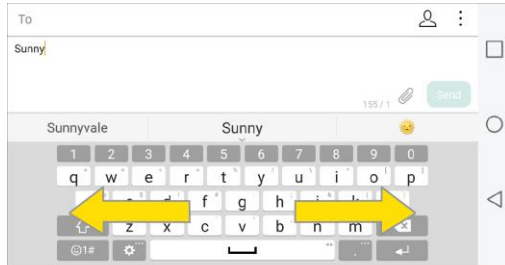 To
Sunny
155 / 1 Send
Sunnyvale Sunny
1 2 3 4 5 6 7 8 9 0
q w e r t y u i o p
f g h
z x c v b n m
1# .